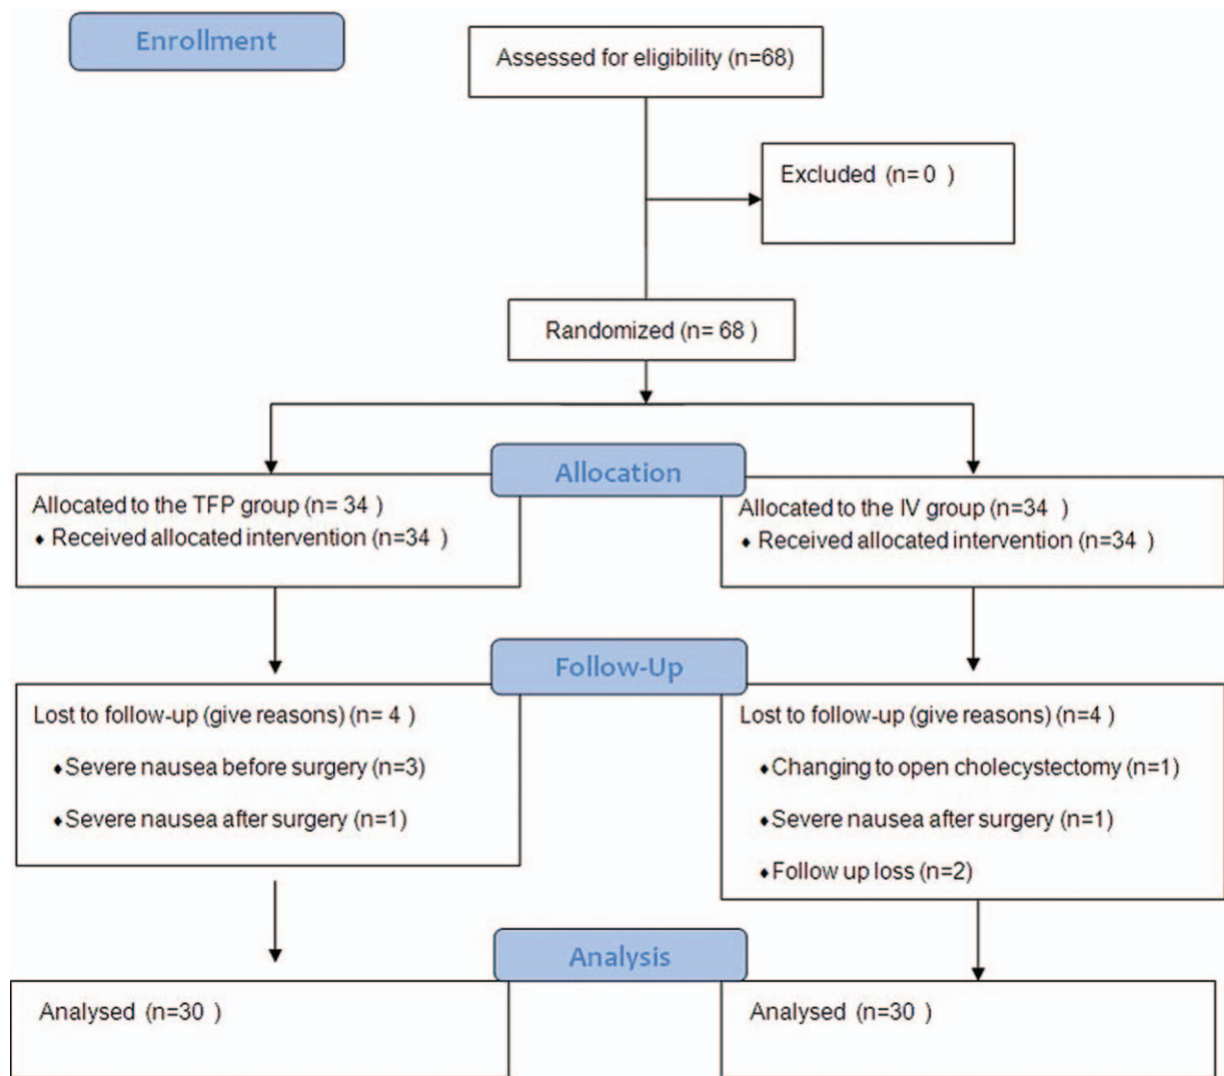 Enrollment
Assessed for eligibility (n=68)
Excluded (n= 0 )
Randomized (n= 68 )
Allocation
Allocated to the TFP group (n= 34 )
♦ Received allocated intervention (n=34 )
Allocated to the IV group (n=34 )
♦ Received allocated intervention (n=34 )
Follow-Up
Lost to follow-up (give reasons) (n= 4 )
♦Severe nausea before surgery (n=3)
♦Severe nausea after surgery (n=1)
Lost to follow-up (give reasons) (n=4 )
♦Changing to open cholecystectomy (n=1)
♦Severe nausea after surgery (n=1)
♦Follow up loss (n=2)
Analysis
Analysed (n=30 )
Analysed (n=30 )